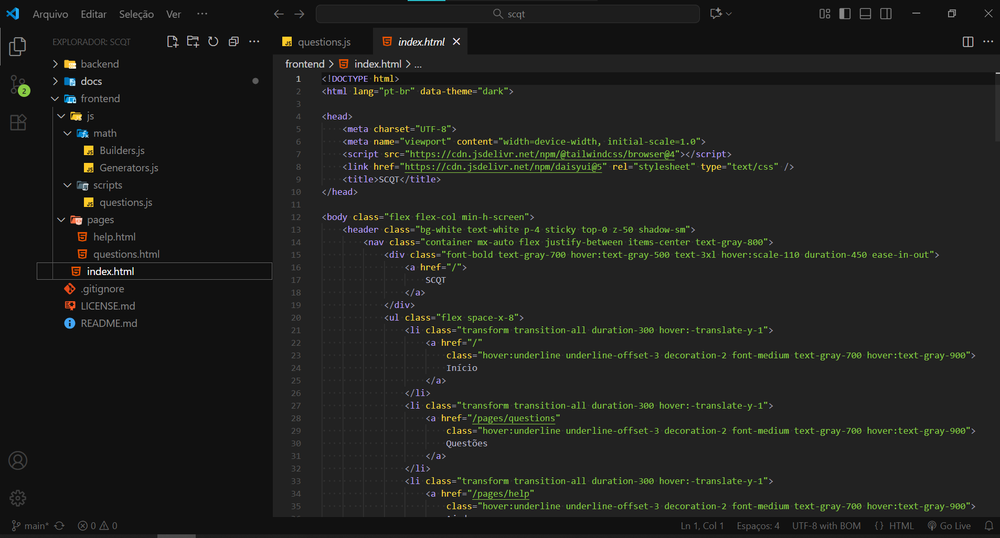 Arquivo Editar Seleção Ver ···
scqt
EXPLORADOR: SCQT
backend
docs
frontend
js
math
Builders.js
Generators.js
scripts
questions.js
pages
help.html
questions.html
index.html
.gitignore
LICENSE.md
README.md
questions.js index.html
frontend > index.html > ...
1 <!DOCTYPE html>
2 <html lang="pt-br" data-theme="dark">
3
4 <head>
5 <meta charset="UTF-8">
6 <meta name="viewport" content="width=device-width, initial-scale=1.0">
7 <script src="https://cdn.jsdelivr.net/npm/@tailwindcss/browser@4"></script>
8 <link href="https://cdn.jsdelivr.net/npm/daisyui@5" rel="stylesheet" type="text/css" />
9 <title>SCQT</title>
10 </head>
11
12 <body class="flex flex-col min-h-screen">
13 <header class="bg-white text-white p-4 sticky top-0 z-50 shadow-sm">
14 <nav class="container mx-auto flex justify-between items-center text-gray-800">
15 <div class="font-bold text-gray-700 hover:text-gray-500 text-3xl hover:scale-110 duration-450 ease-in-out">
16 <a href="/">
17 SCQT
18 </a>
19 </div>
20 <ul class="flex space-x-8">
21 <li class="transform transition-all duration-300 hover:-translate-y-1">
22 <a href="/"
23 class="hover:underline underline-offset-3 decoration-2 font-medium text-gray-700 hover:text-gray-900">
24 Início
25 </a>
26 </li>
27 <li class="transform transition-all duration-300 hover:-translate-y-1">
28 <a href="/pages/questions"
29 class="hover:underline underline-offset-3 decoration-2 font-medium text-gray-700 hover:text-gray-900">
30 Questões
31 </a>
32 </li>
33 <li class="transform transition-all duration-300 hover:-translate-y-1">
34 <a href="/pages/help"
35 class="hover:underline underline-offset-3 decoration-2 font-medium text-gray-700 hover:text-gray-900">
2
main* 0 0 Ln 1, Col 1 Espaços: 4 UTF-8 with BOM {} HTML Go Live